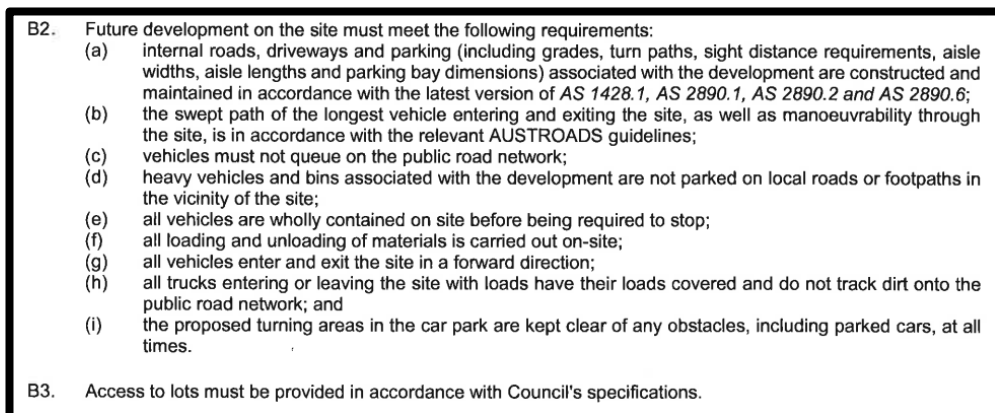 B2. Future development on the site must meet the following requirements:
(a) internal roads, driveways and parking (including grades, turn paths, sight distance requirements, aisle
widths, aisle lengths and parking bay dimensions) associated with the development are constructed and
maintained in accordance with the latest version of AS 1428.1, AS 2890.1, AS 2890.2 and AS 2890.6;
(b) the swept path of the longest vehicle entering and exiting the site, as well as manoeuvrability through
the site, is in accordance with the relevant AUSTROADS guidelines;
(c) vehicles must not queue on the public road network;
(d) heavy vehicles and bins associated with the development are not parked on local roads or footpaths in
the vicinity of the site;
(e) all vehicles are wholly contained on site before being required to stop;
(f) all loading and unloading of materials is carried out on-site;
(g) all vehicles enter and exit the site in a forward direction;
(h) all trucks entering or leaving the site with loads have their loads covered and do not track dirt onto the
public road network; and
(i) the proposed turning areas in the car park are kept clear of any obstacles, including parked cars, at all
times.
B3. Access to lots must be provided in accordance with Council's specifications.